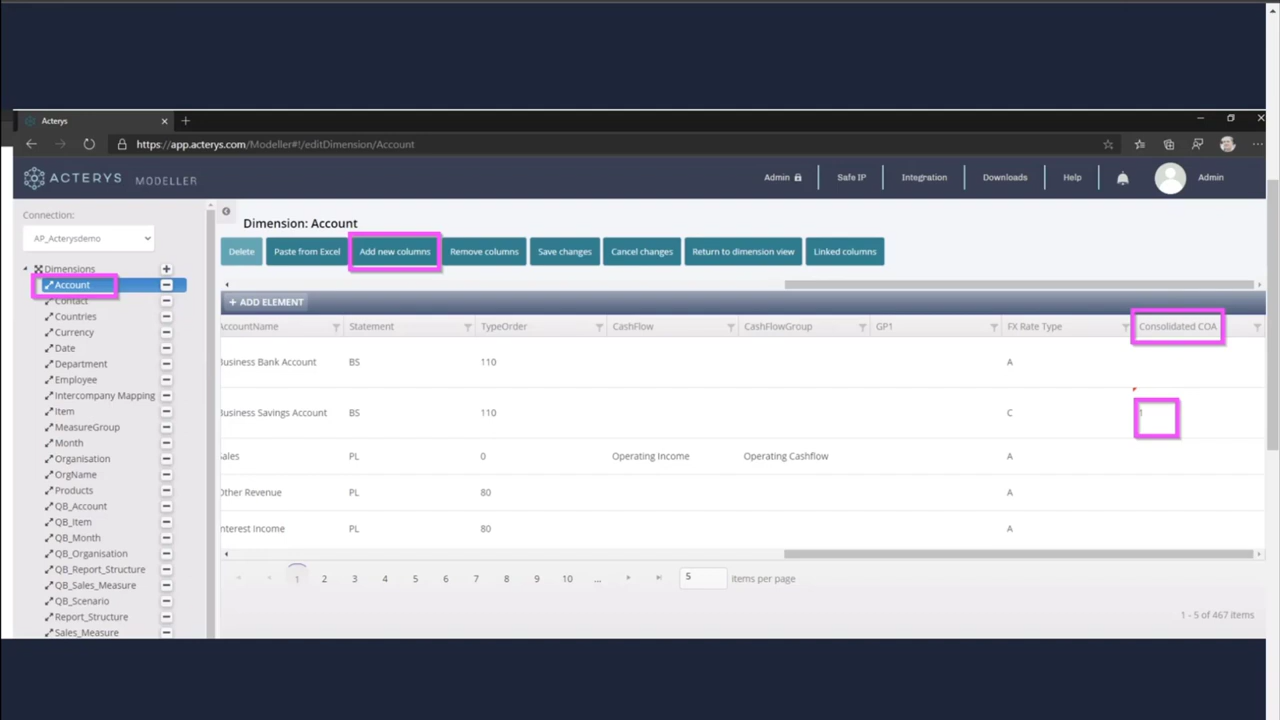 Acterys
https://app.acterys.com/Modeller#!/editDimension/Account
ACTERYS MODELLER
Admin
Safe IP
Integration
Downloads
Help
Admin
Connection:
AP_Acterysdemo
Dimensions
Account
Contact
Countries
Currency
Date
Department
Employee
Intercompany Mapping
Item
MeasureGroup
Month
Organisation
OrgName
Products
QB_Account
QB_Item
QB_Month
QB_Organisation
QB_Report_Structure
QB_Sales_Measure
QB_Scenario
Report_Structure
Sales_Measure
Dimension: Account
Delete Paste from Excel Add new columns Remove columns Save changes Cancel changes Return to dimension view Linked columns
+ ADD ELEMENT
AccountName Statement TypeOrder CashFlow CashFlowGroup GP1 FX Rate Type Consolidated COA
Business Bank Account BS 110 A
Business Savings Account BS 110 C 1
Sales PL 0 Operating Income Operating Cashflow A
Other Revenue PL 80 A
Interest Income PL 80 A
1 2 3 4 5 6 7 8 9 10 ... 5 items per page
1 - 5 of 467 items